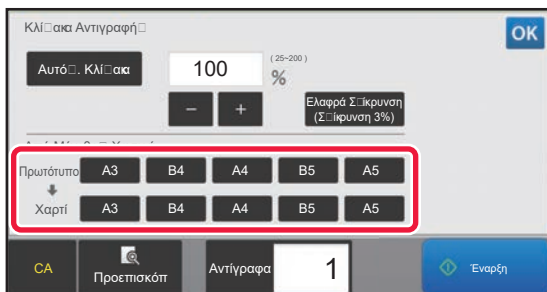 Κλί□ακα Αντιγραφή□
OK
Αυτό□. Κλί□ακα
100
(25~200)
%
− +
Ελαφρά Σ□ίκρυνση
(Σ□ίκρυνση 3%)
Πρωτότυπο A3 B4 A4 B5 A5
Χαρτί A3 B4 A4 B5 A5
CA
Προεπισκόπ
Αντίγραφα 1
Έναρξη